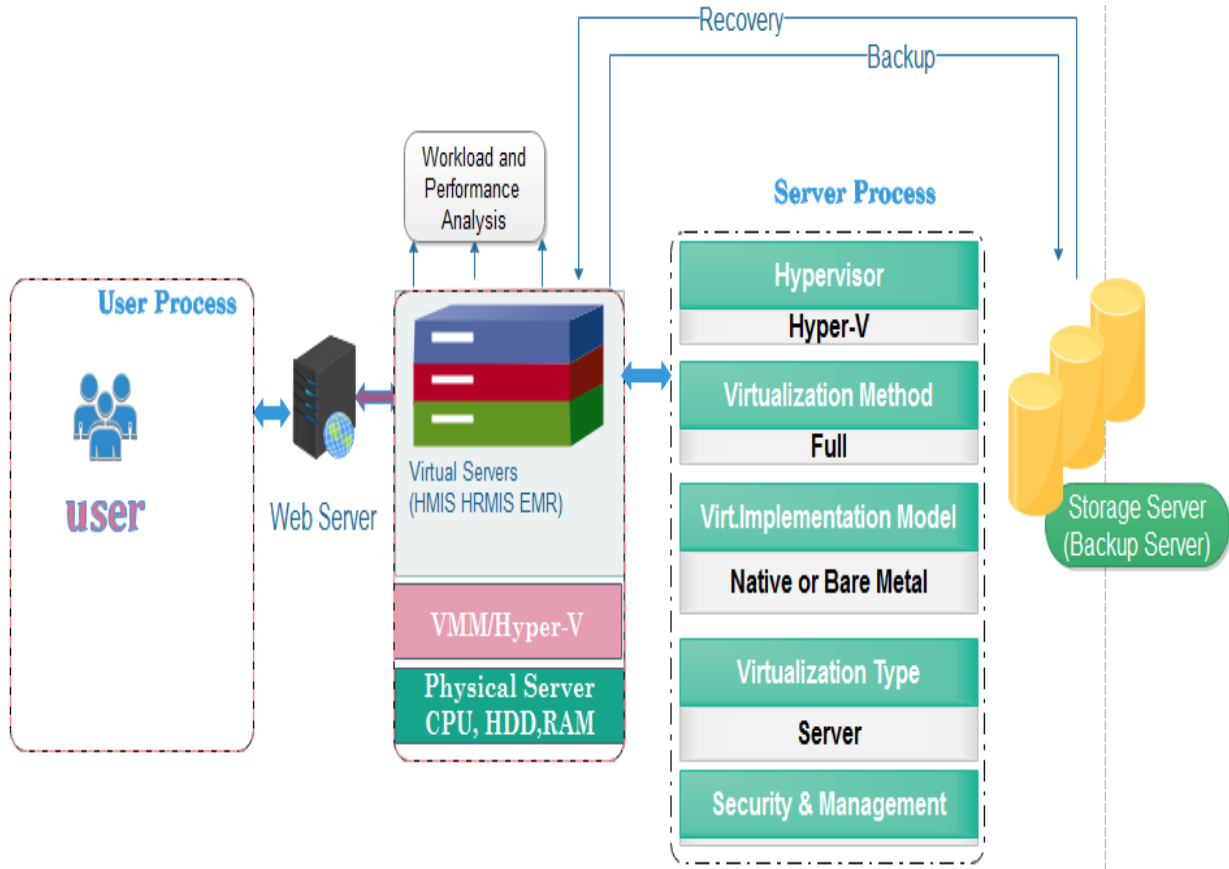 Recovery
Backup
Workload and
Performance
Analysis
Server Process
User Process
user
Web Server
Virtual Servers
(HMIS HRMIS EMR)
VMM/Hyper-V
Physical Server
CPU, HDD,RAM
Hypervisor
Hyper-V
Virtualization Method
Full
Virt.Implementation Model
Native or Bare Metal
Virtualization Type
Server
Security & Management
Storage Server
(Backup Server)